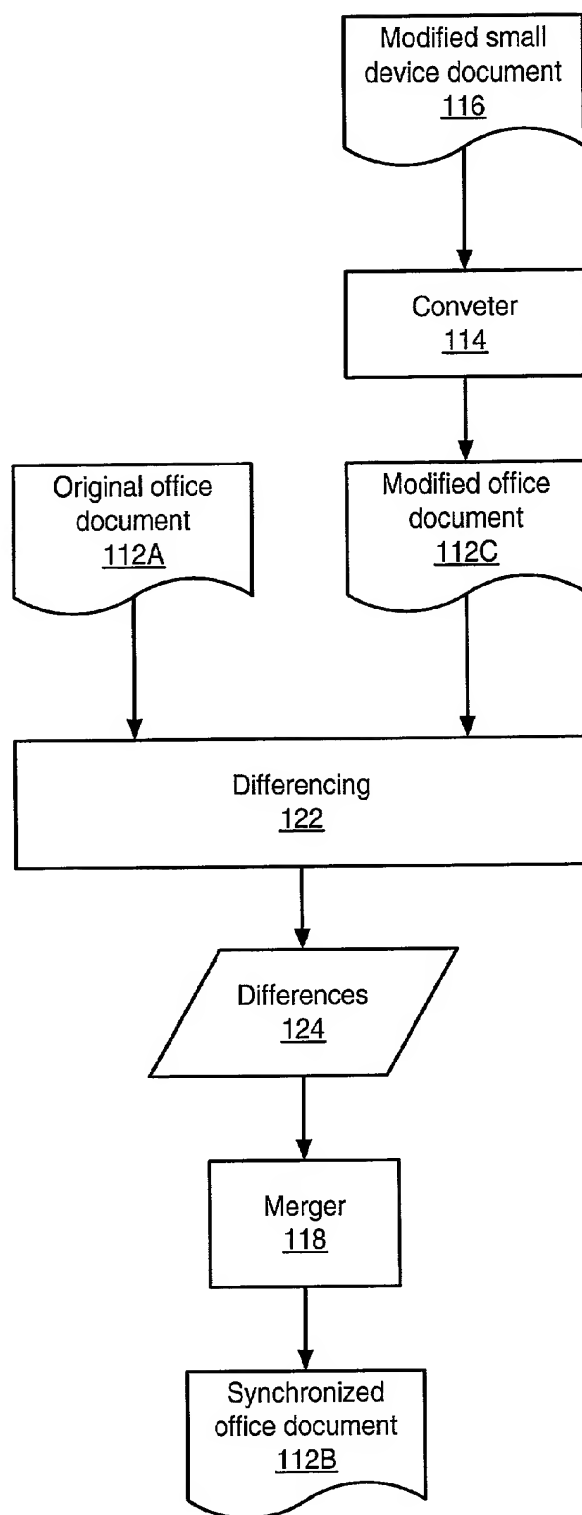 Modified small
device document
116
Conveter
114
Original office
document
112A
Modified office
document
112C
Differencing
122
Differences
124
Merger
118
Synchronized
office document
112B